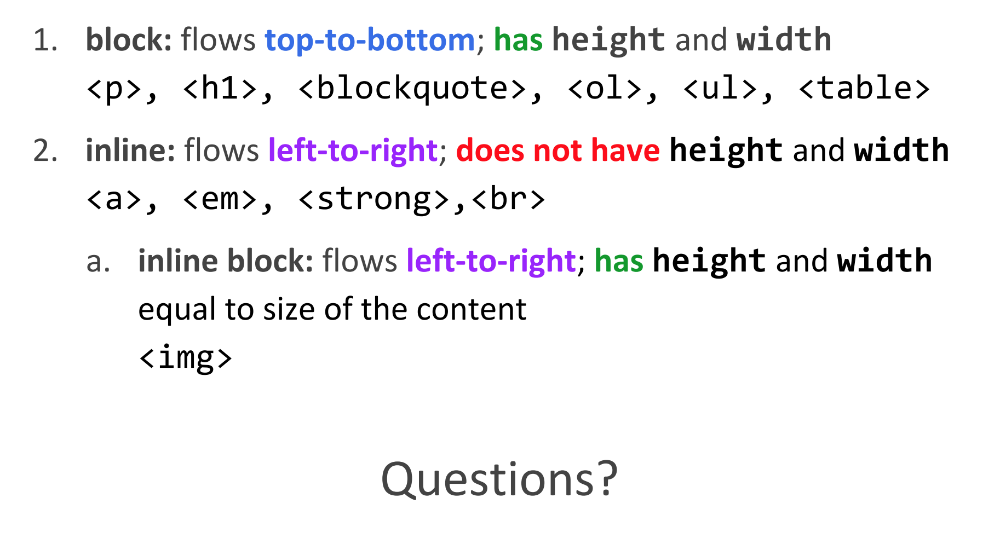 1. block: flows top-to-bottom; has height and width
<p>, <h1>, <blockquote>, <ol>, <ul>, <table>
2. inline: flows left-to-right; does not have height and width
<a>, <em>, <strong>,<br>
a. inline block: flows left-to-right; has height and width
equal to size of the content
<img>
Questions?